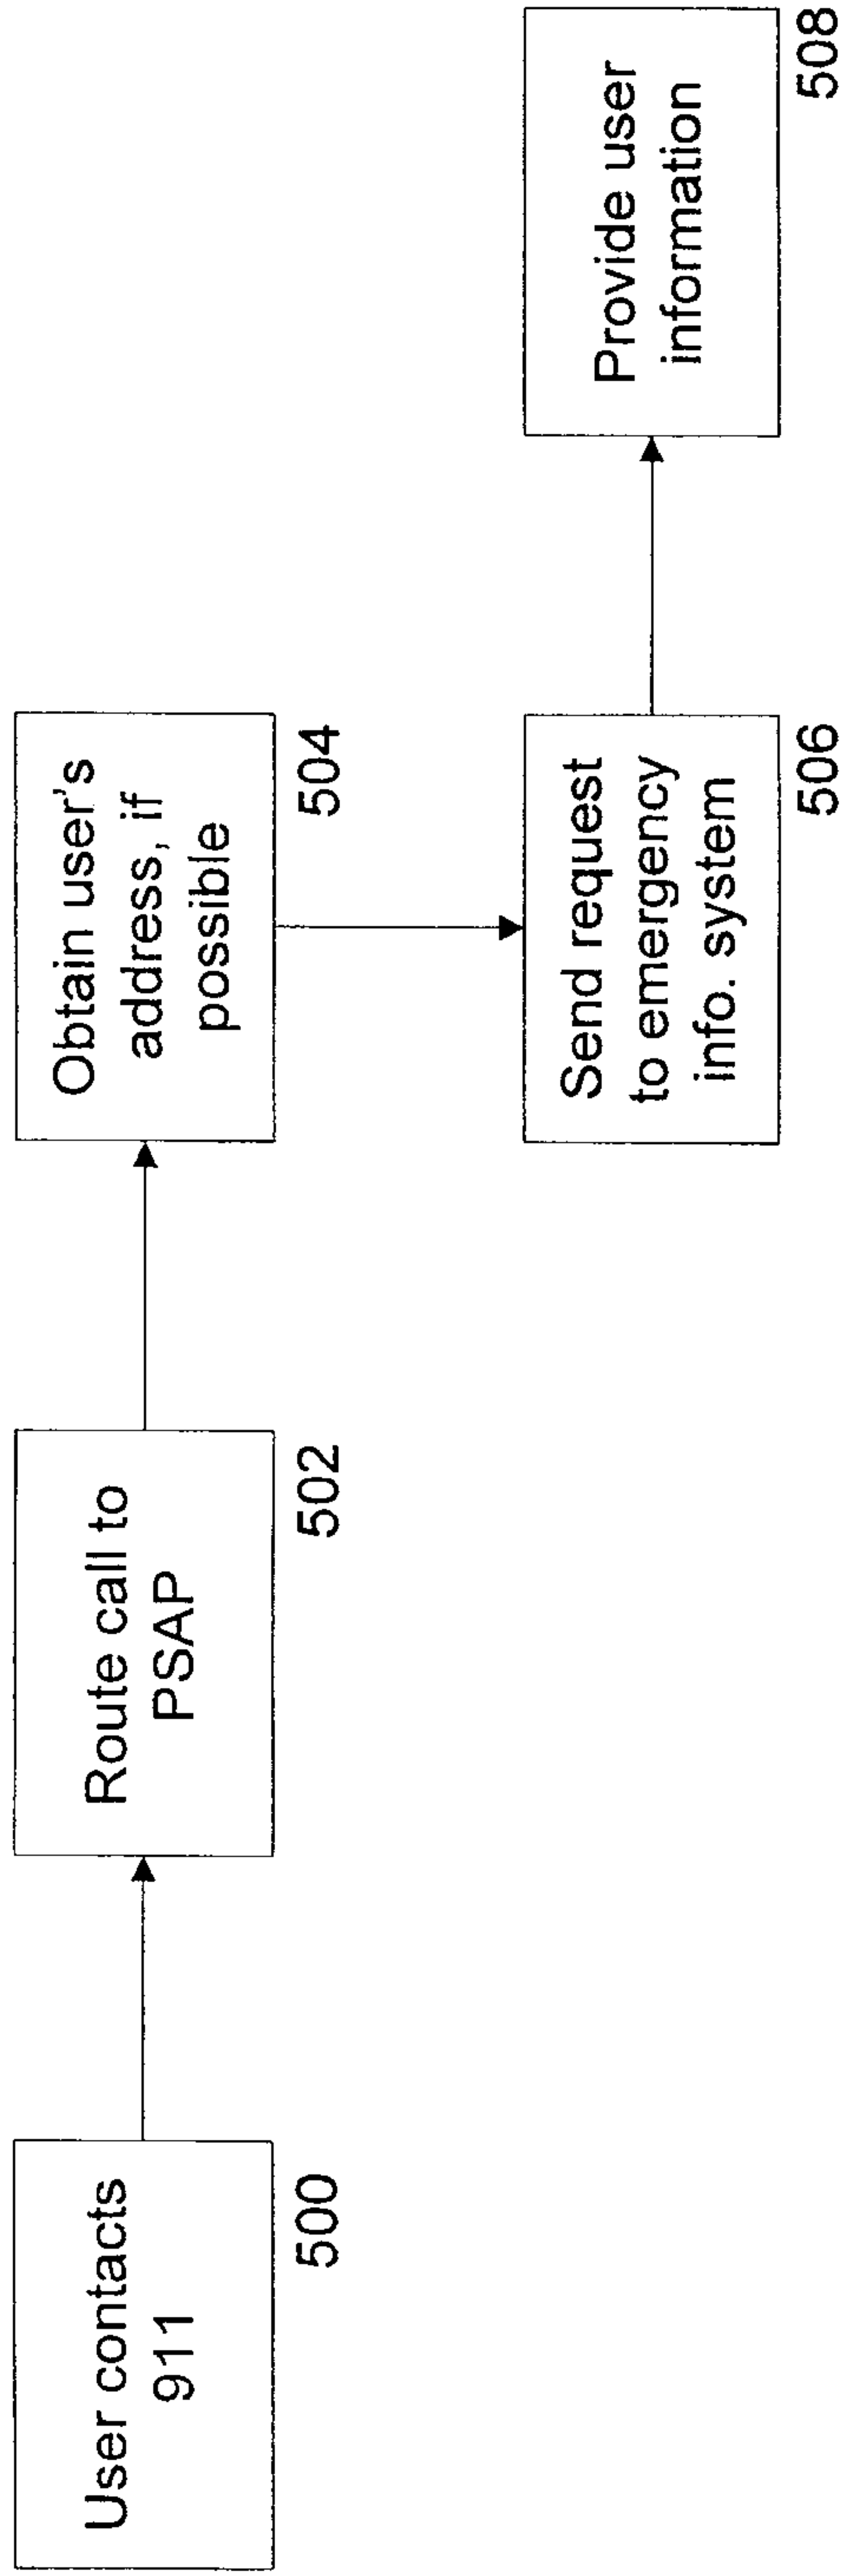 User contacts
911
500
Route call to
PSAP
502
Obtain user's
address, if
possible
504
Send request
to emergency
info. system
506
Provide user
information
508